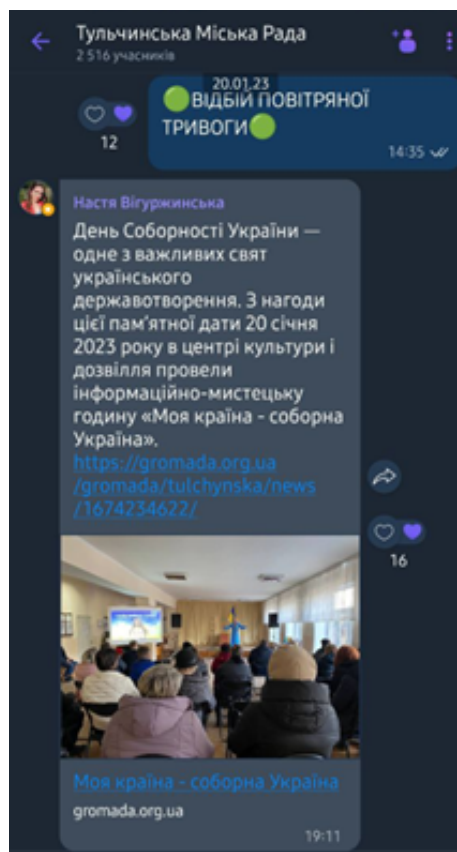 Тульчинська Міська Рада
2 516 учасників
20.01.23
🟢ВІДБІЙ ПОВІТРЯНОЇ
ТРИВОГИ🟢
12
14:35
Настя Вігуржинська
День Соборності України —
одне з важливих свят
українського
державотворення. З нагоди
цієї пам’ятної дати 20 січня
2023 року в центрі культури і
дозвілля провели
інформаційно-мистецьку
годину «Моя країна - соборна
Україна».
https://gromada.org.ua
/gromada/tulchynska/news
/1674234622/
16
Моя країна - соборна Україна
gromada.org.ua
19:11